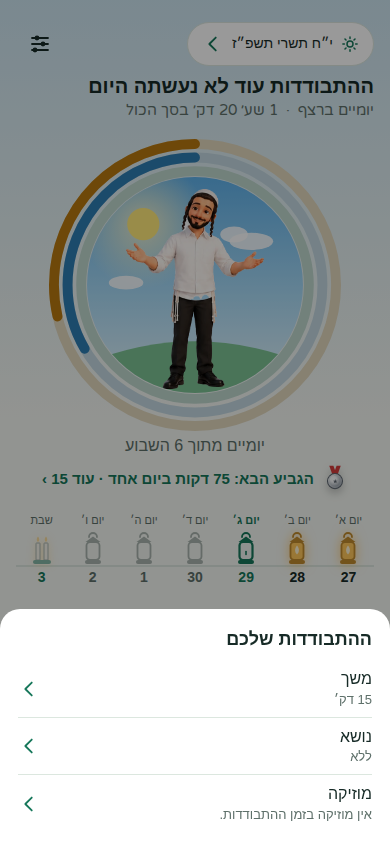 י״ח תשרי תשפ״ז
ההתבודדות עוד לא נעשתה היום
יומיים ברצף · 1 שע׳ 20 דק׳ בסך הכול
יומיים מתוך 6 השבוע
הגביע הבא: 75 דקות ביום אחד · עוד 15 ›
יום א׳ יום ב׳ יום ג׳ יום ד׳ יום ה׳ יום ו׳ שבת
27 28 29 30 1 2 3
ההתבודדות שלכם
משך
15 דק׳
נושא
ללא
מוזיקה
אין מוזיקה בזמן ההתבודדות.